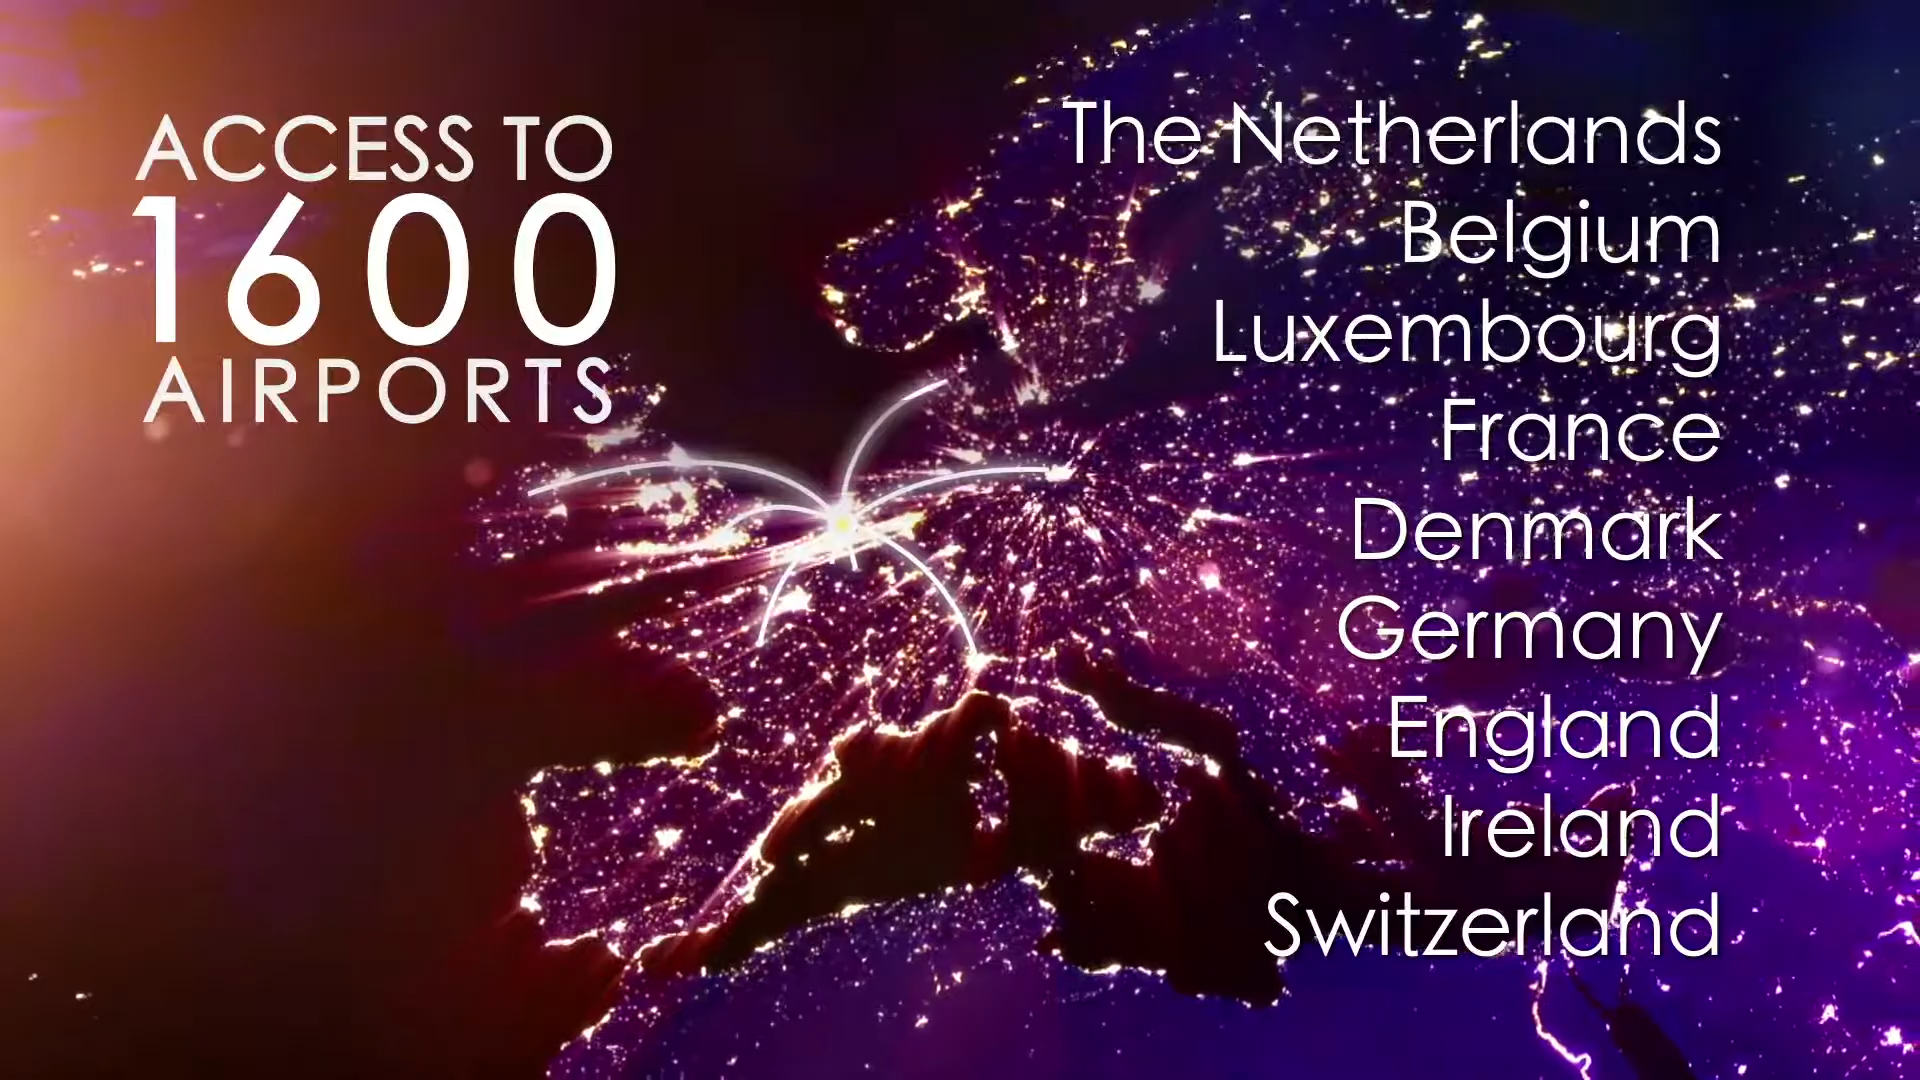 ACCESS TO
1600
AIRPORTS
The Netherlands
Belgium
Luxembourg
France
Denmark
Germany
England
Ireland
Switzerland